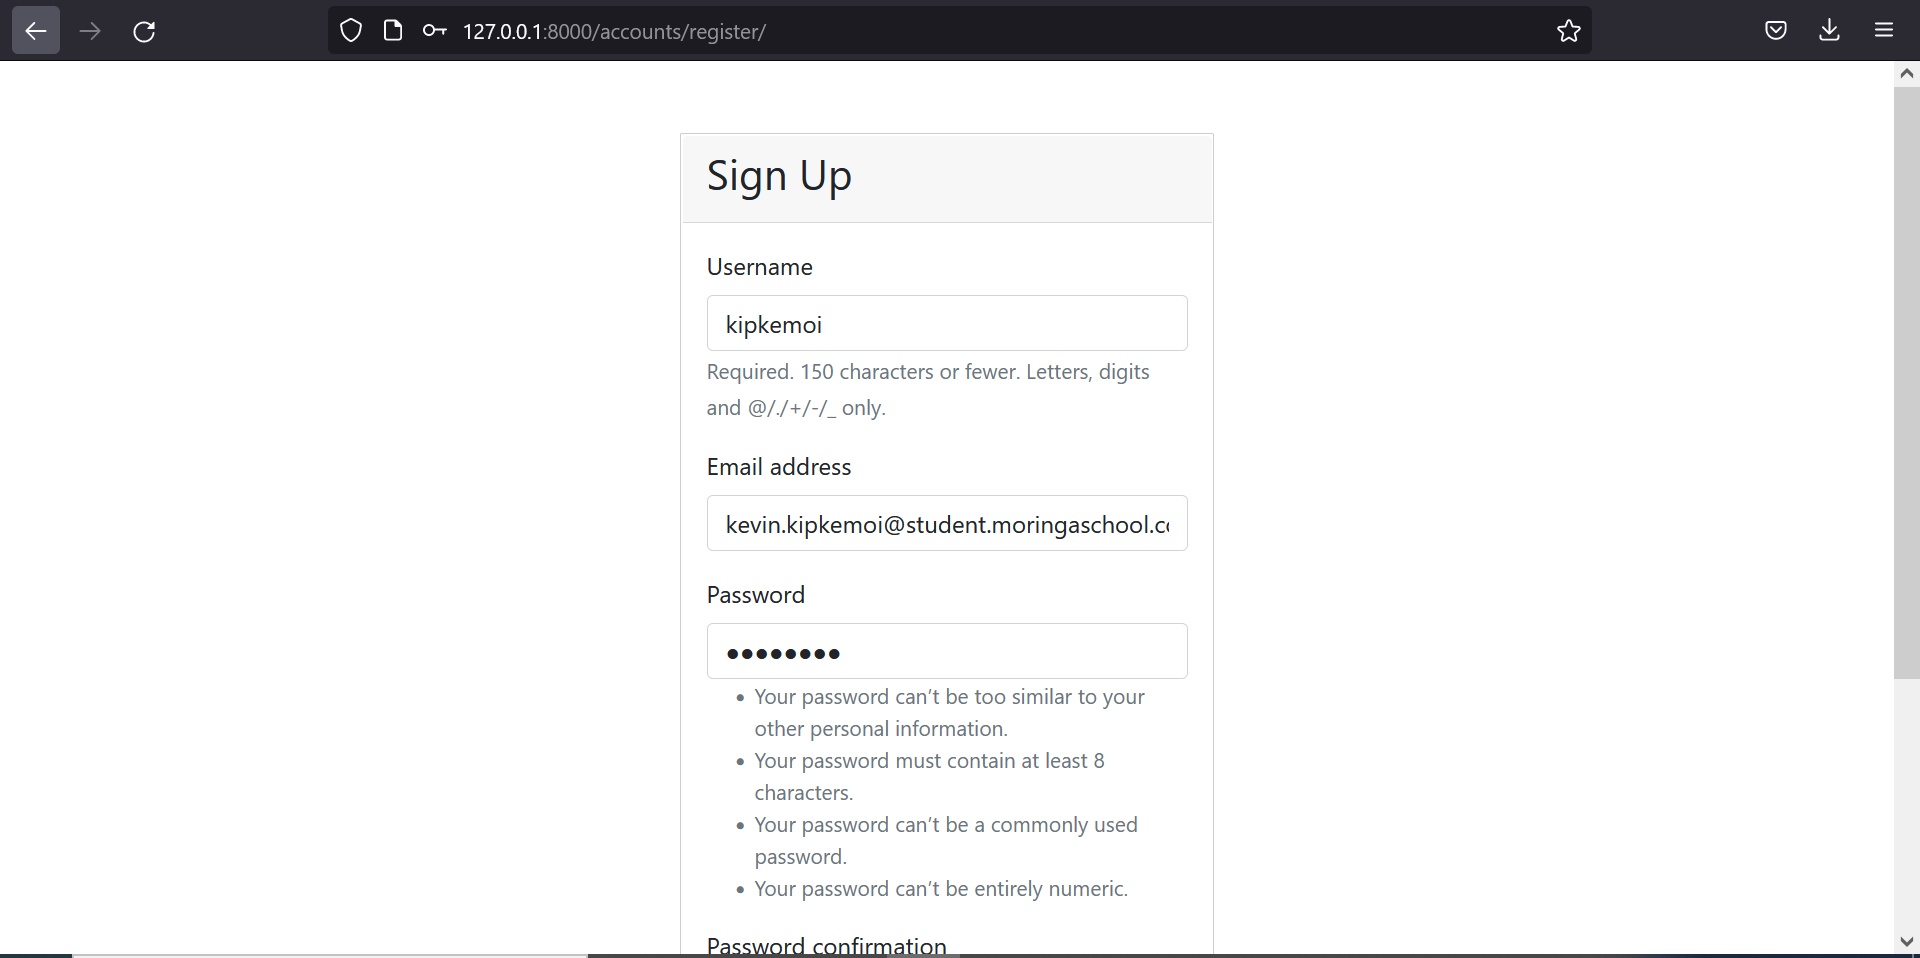 127.0.0.1:8000/accounts/register/
Sign Up
Username
kipkemoi
Required. 150 characters or fewer. Letters, digits
and @/./+/-/_ only.
Email address
kevin.kipkemoi@student.moringaschool.co
Password
••••••••
• Your password can’t be too similar to your
other personal information.
• Your password must contain at least 8
characters.
• Your password can’t be a commonly used
password.
• Your password can’t be entirely numeric.
Password confirmation